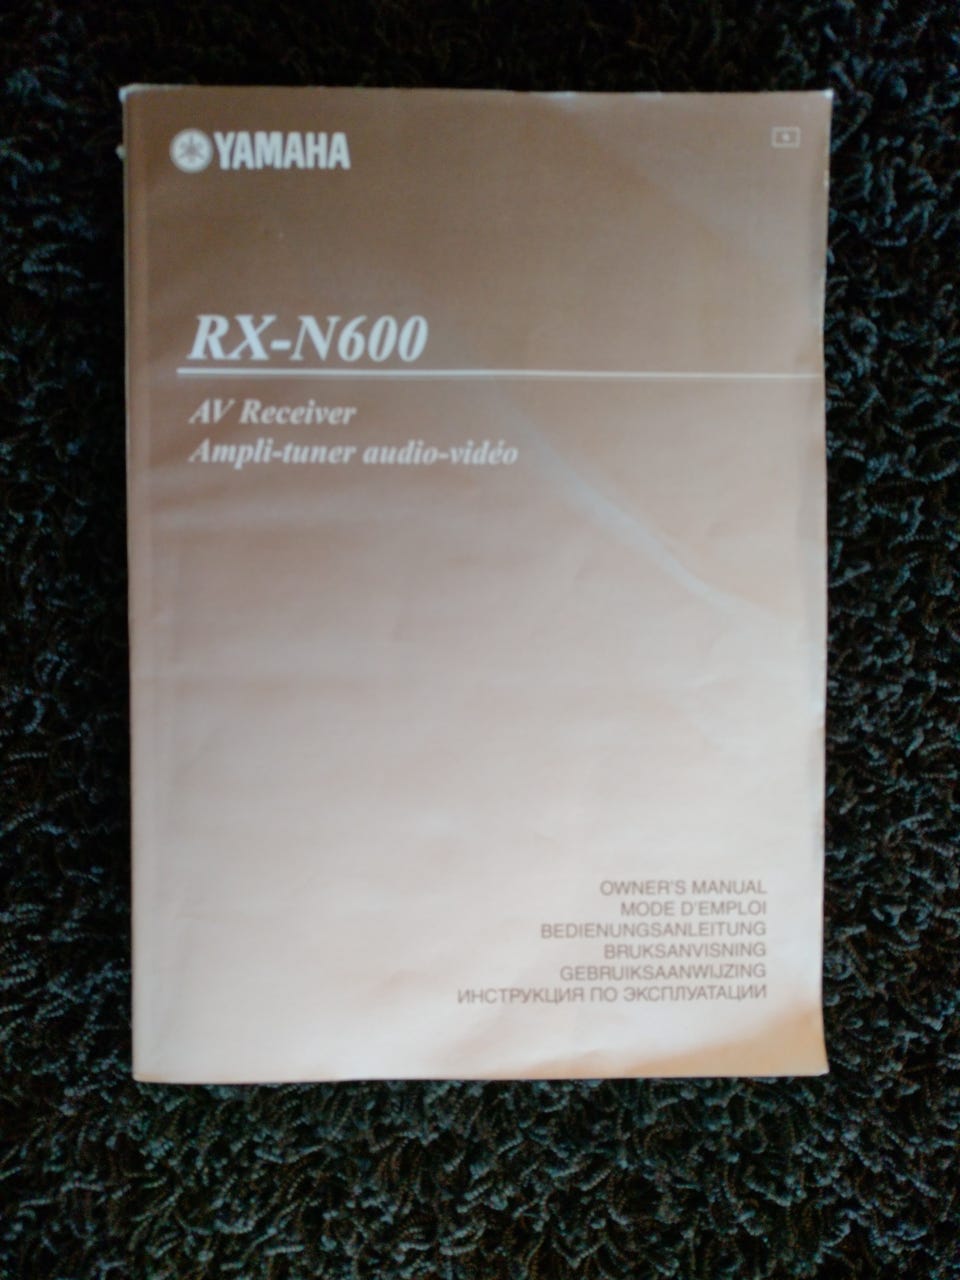 YAMAHA
RX-N600
AV Receiver
Ampli-tuner audio-vidéo
OWNER'S MANUAL
MODE D'EMPLOI
BEDIENUNGSANLEITUNG
BRUKSANVISNING
GEBRUIKSAANWIJZING
ИНСТРУКЦИЯ ПО ЭКСПЛУАТАЦИИ